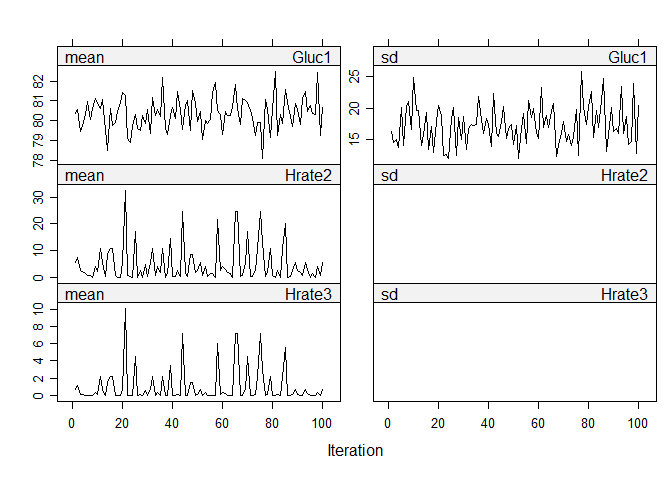 mean Gluc1 sd Gluc1
78 79 80 81 82
15 20 25
mean Hrate2 sd Hrate2
0 10 20 30
mean Hrate3 sd Hrate3
0 2 4 6 8 10
0 20 40 60 80 100 0 20 40 60 80 100
Iteration